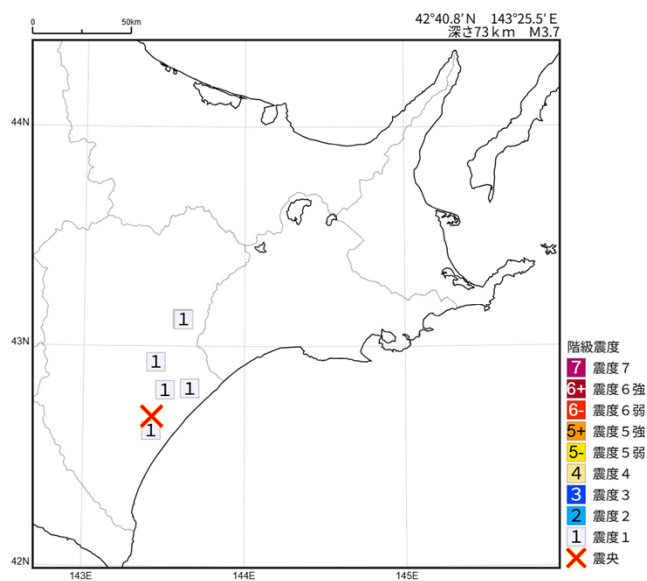 0 50km
42°40.8′N 143°25.5′E
深さ73km M3.7
44N
43N
42N
143E 144E 145E
1
1
1 1
1
階級震度
7 震度7
6+ 震度6強
6- 震度6弱
5+ 震度5強
5- 震度5弱
4 震度4
3 震度3
2 震度2
1 震度1
震央